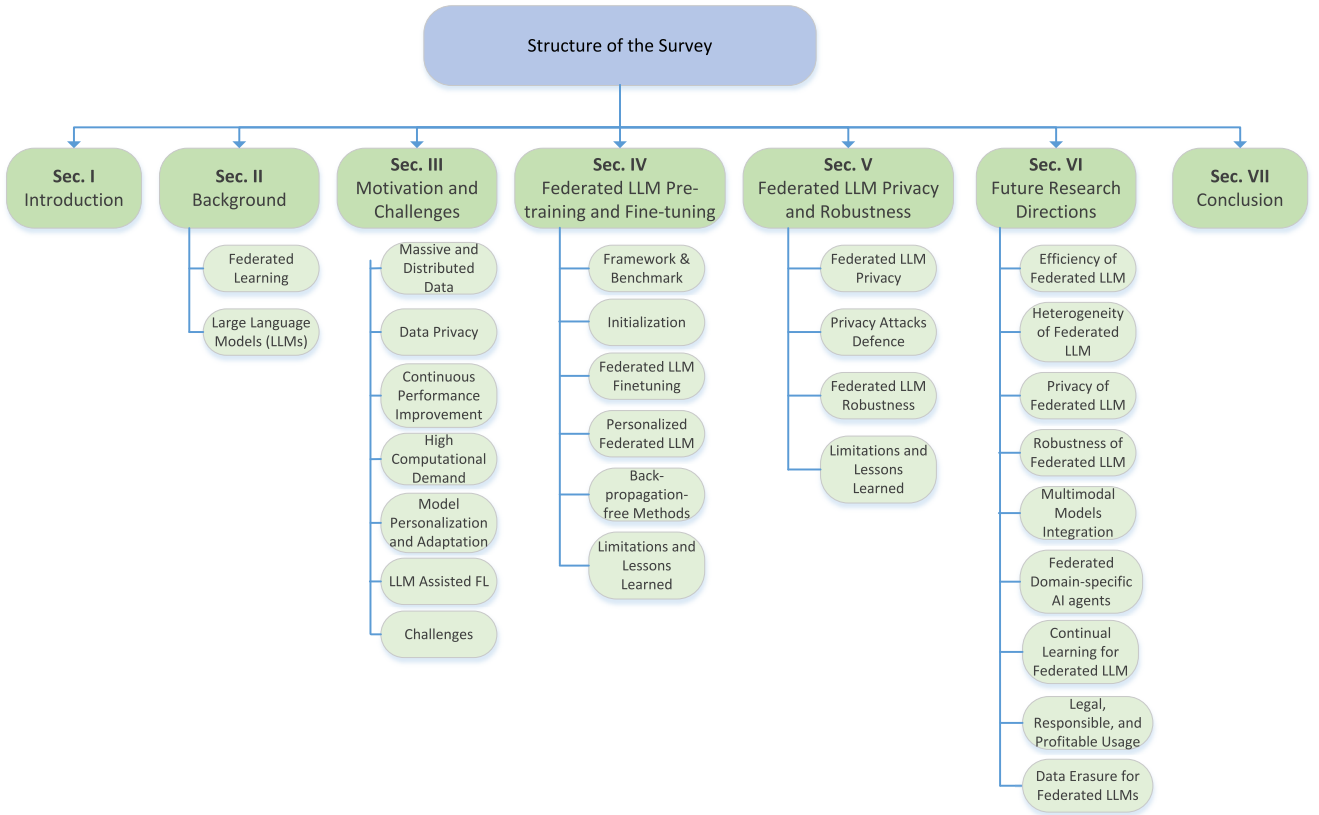 Structure of the Survey
Sec. I
Introduction
Sec. II
Background
Federated
Learning
Large Language
Models (LLMs)
Sec. III
Motivation and
Challenges
Massive and
Distributed
Data
Data Privacy
Continuous
Performance
Improvement
High
Computational
Demand
Model
Personalization
and Adaptation
LLM Assisted FL
Challenges
Sec. IV
Federated LLM Pre-
training and Fine-tuning
Framework &
Benchmark
Initialization
Federated LLM
Finetuning
Personalized
Federated LLM
Back-
propagation-
free Methods
Limitations and
Lessons
Learned
Sec. V
Federated LLM Privacy
and Robustness
Federated LLM
Privacy
Privacy Attacks
Defence
Federated LLM
Robustness
Limitations and
Lessons
Learned
Sec. VI
Future Research
Directions
Efficiency of
Federated LLM
Heterogeneity
of Federated
LLM
Privacy of
Federated LLM
Robustness of
Federated LLM
Multimodal
Models
Integration
Federated
Domain-specific
AI agents
Continual
Learning for
Federated LLM
Legal,
Responsible, and
Profitable Usage
Data Erasure for
Federated LLMs
Sec. VII
Conclusion